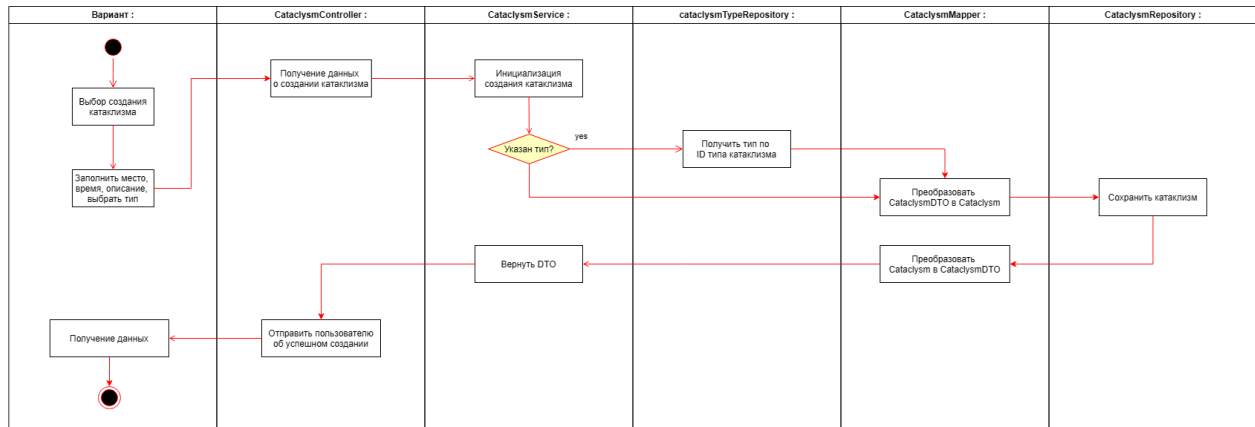 Вариант :
CataclysmController :
CataclysmService :
cataclysmTypeRepository :
CataclysmMapper :
CataclysmRepository :
Выбор создания
катаклизма
Заполнить место,
время, описание,
выбрать тип
Получение данных
о создании катаклизма
Инициализация
создания катаклизма
Указан тип?
yes
Получить тип по
ID типа катаклизма
Преобразовать
CataclysmDTO в Cataclysm
Сохранить катаклизм
Преобразовать
Cataclysm в CataclysmDTO
Вернуть DTO
Отправить пользователю
об успешном создании
Получение данных